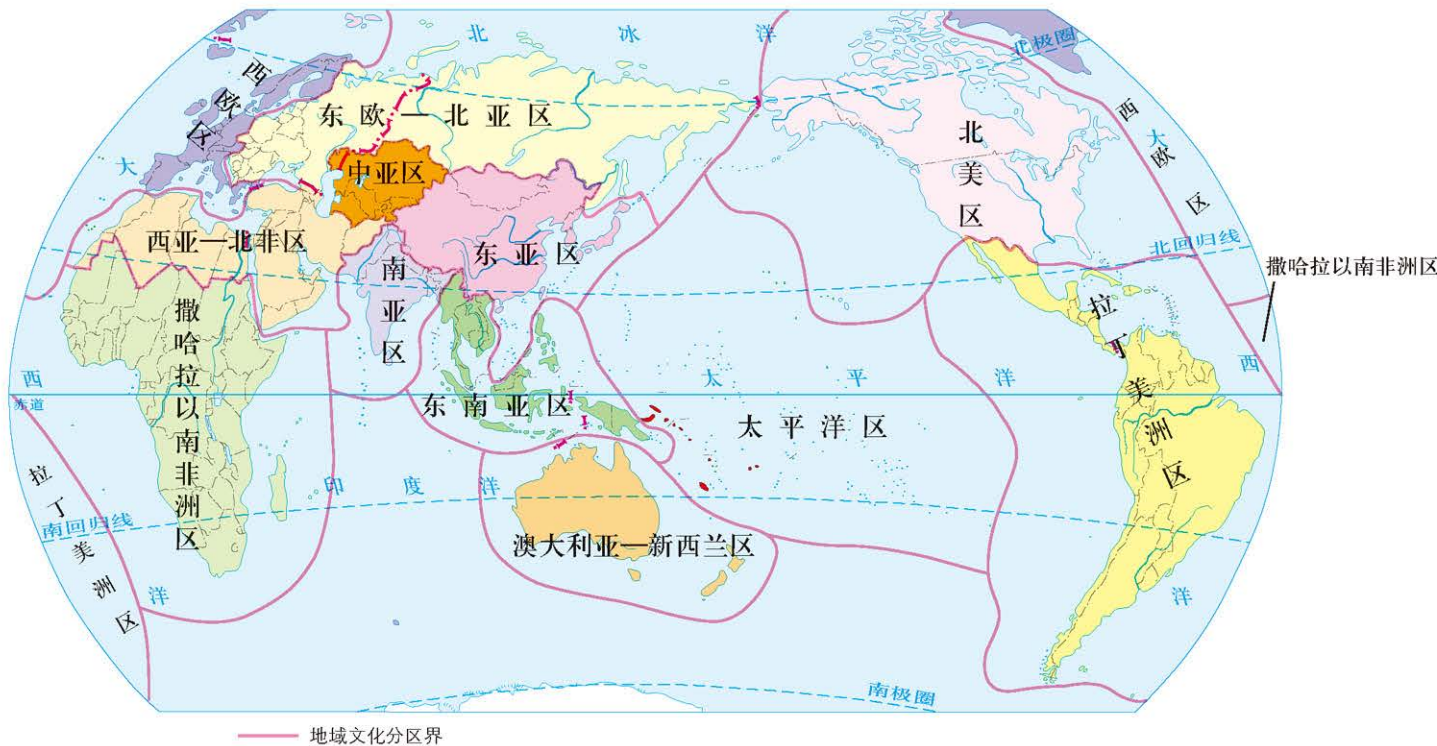 北冰洋
北极圈
西欧区
东欧—北亚区
北美区
西欧区
大
大
中亚区
西亚—北非区
东亚区
北回归线
南亚区
撒哈拉以南非洲区
拉丁美洲区
撒哈拉以南非洲区
西
太平洋
西
赤道
东南亚区
太平洋区
拉丁美洲区
印度洋
南回归线
澳大利亚—新西兰区
洋
洋
南极圈
地域文化分区界